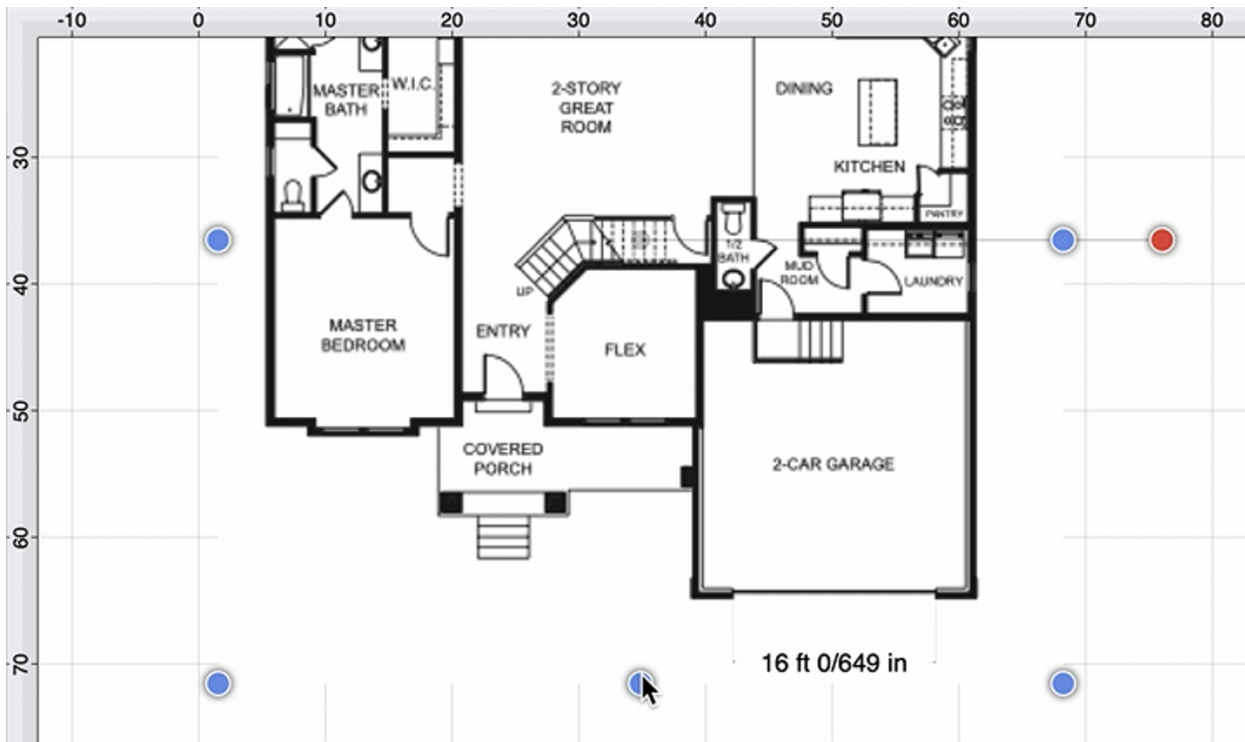 -10 0 10 20 30 40 50 60 70 80
MASTER
BATH
W.I.C.
2-STORY
GREAT
ROOM
DINING
KITCHEN
30
PANTRY
1/2
BATH
MUD
ROOM
LAUNDRY
40
UP
MASTER
BEDROOM
ENTRY
FLEX
50
COVERED
PORCH
2-CAR GARAGE
60
70
16 ft 0/649 in